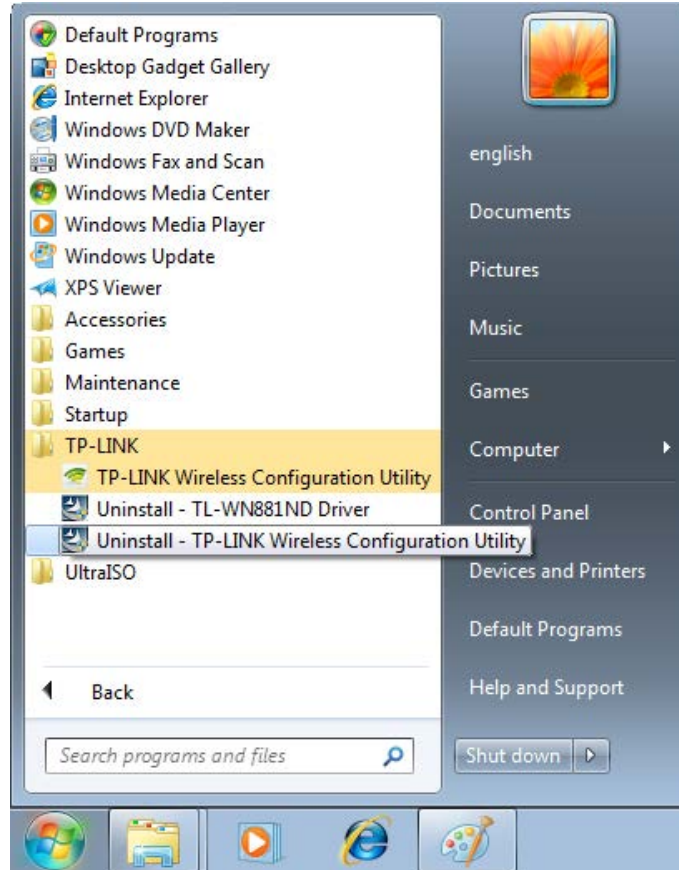 Default Programs
Desktop Gadget Gallery
Internet Explorer
Windows DVD Maker
Windows Fax and Scan
Windows Media Center
Windows Media Player
Windows Update
XPS Viewer
Accessories
Games
Maintenance
Startup
TP-LINK
TP-LINK Wireless Configuration Utility
Uninstall - TL-WN881ND Driver
Uninstall - TP-LINK Wireless Configuration Utility
UltraISO
Back
Search programs and files
english
Documents
Pictures
Music
Games
Computer
Control Panel
Devices and Printers
Default Programs
Help and Support
Shut down